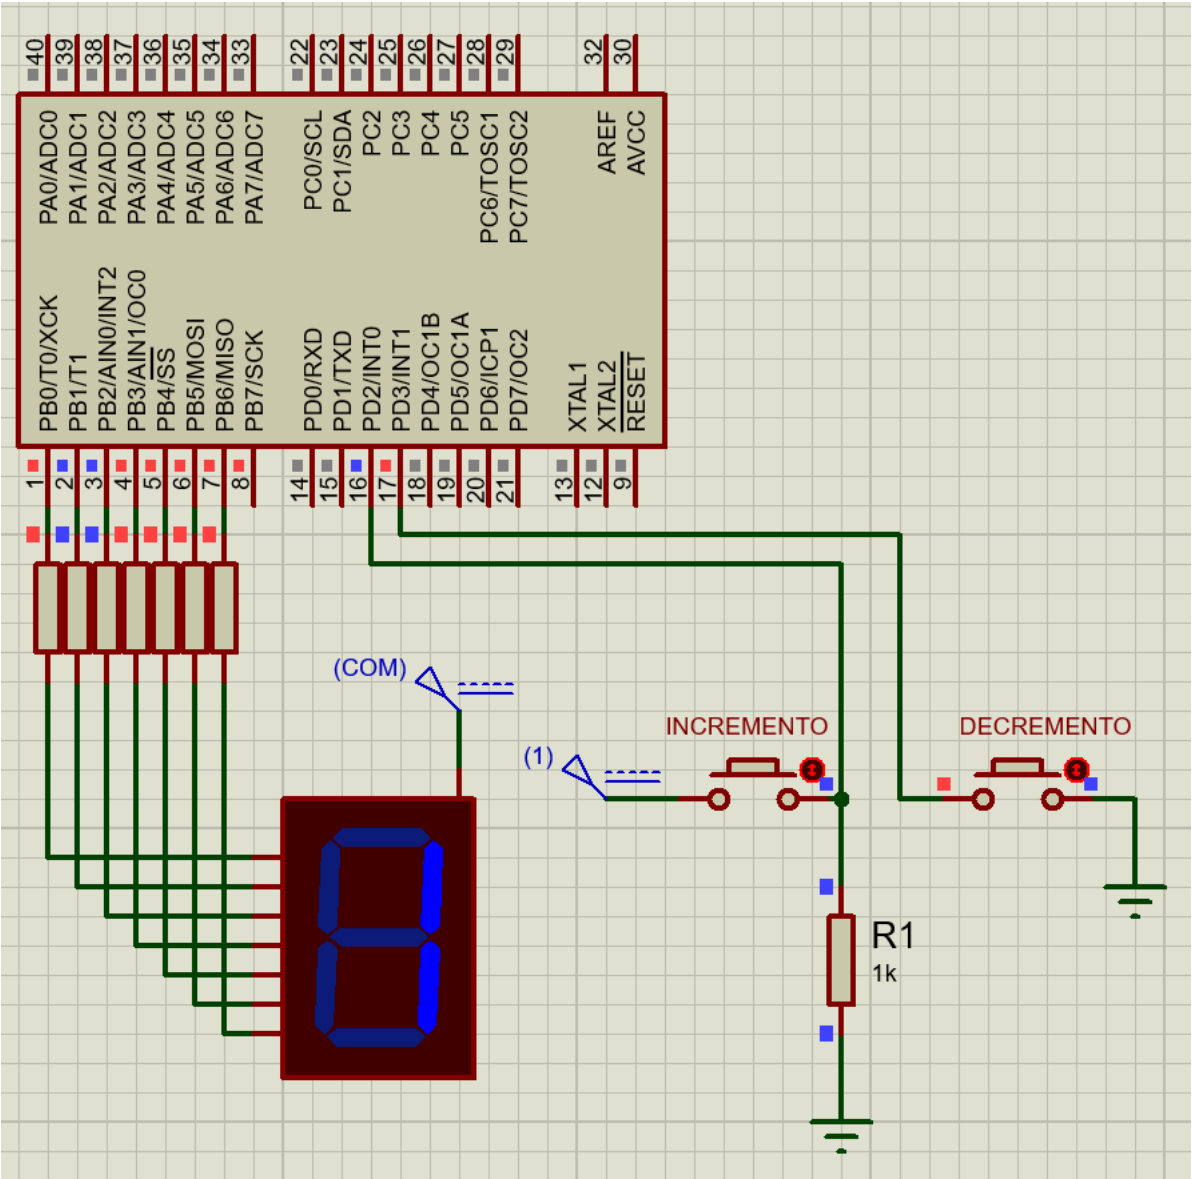 40 39 38 37 36 35 34 33 22 23 24 25 26 27 28 29 32 30
PA0/ADC0
PA1/ADC1
PA2/ADC2
PA3/ADC3
PA4/ADC4
PA5/ADC5
PA6/ADC6
PA7/ADC7
PC0/SCL
PC1/SDA
PC2
PC3
PC4
PC5
PC6/TOSC1
PC7/TOSC2
AREF
AVCC
PB0/T0/XCK
PB1/T1
PB2/AIN0/INT2
PB3/AIN1/OC0
PB4/SS
PB5/MOSI
PB6/MISO
PB7/SCK
PD0/RXD
PD1/TXD
PD2/INT0
PD3/INT1
PD4/OC1B
PD5/OC1A
PD6/ICP1
PD7/OC2
XTAL1
XTAL2
RESET
1 2 3 4 5 6 7 8 14 15 16 17 18 19 20 21 13 12 9
(COM)
(1)
INCREMENTO
DECREMENTO
R1
1k